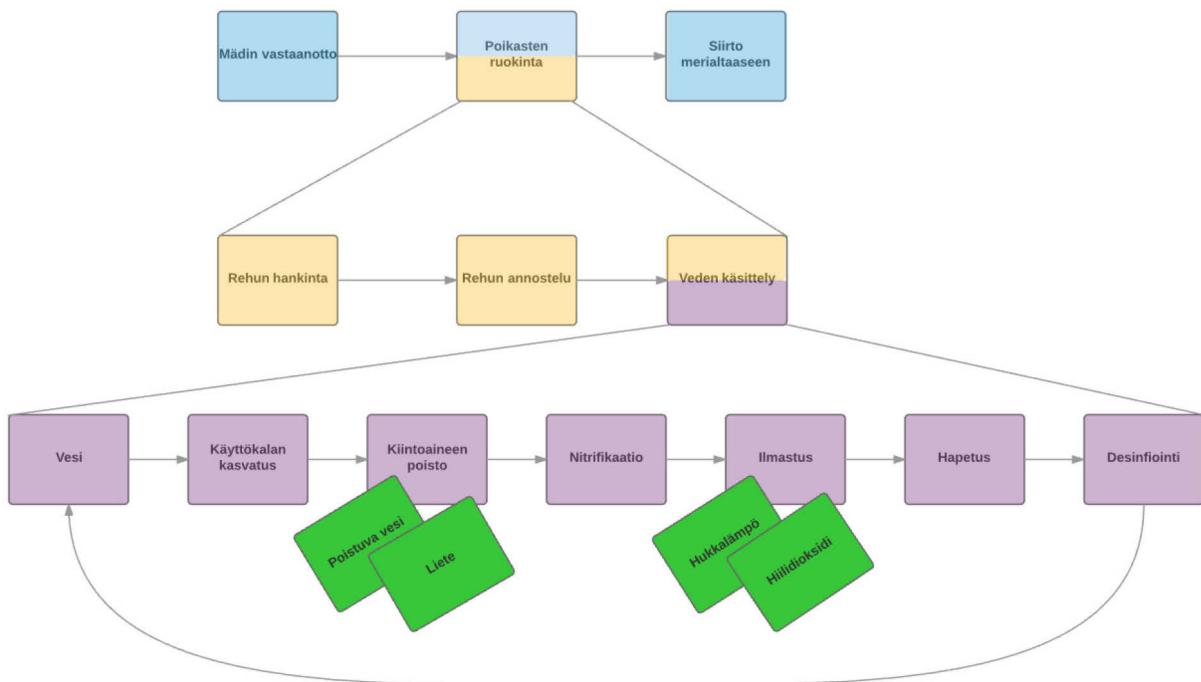 Mädin vastaanotto
Poikasten
ruokinta
Siirto
merialtaaseen
Rehun hankinta
Rehun annostelu
Veden käsittely
Vesi
Käyttökalan
kasvatus
Kiintoaineen
poisto
Nitrifikaatio
Ilmastus
Hapetus
Desinfiointi
Poistuva vesi
Liete
Hukkalämpö
Hiilidioksidi